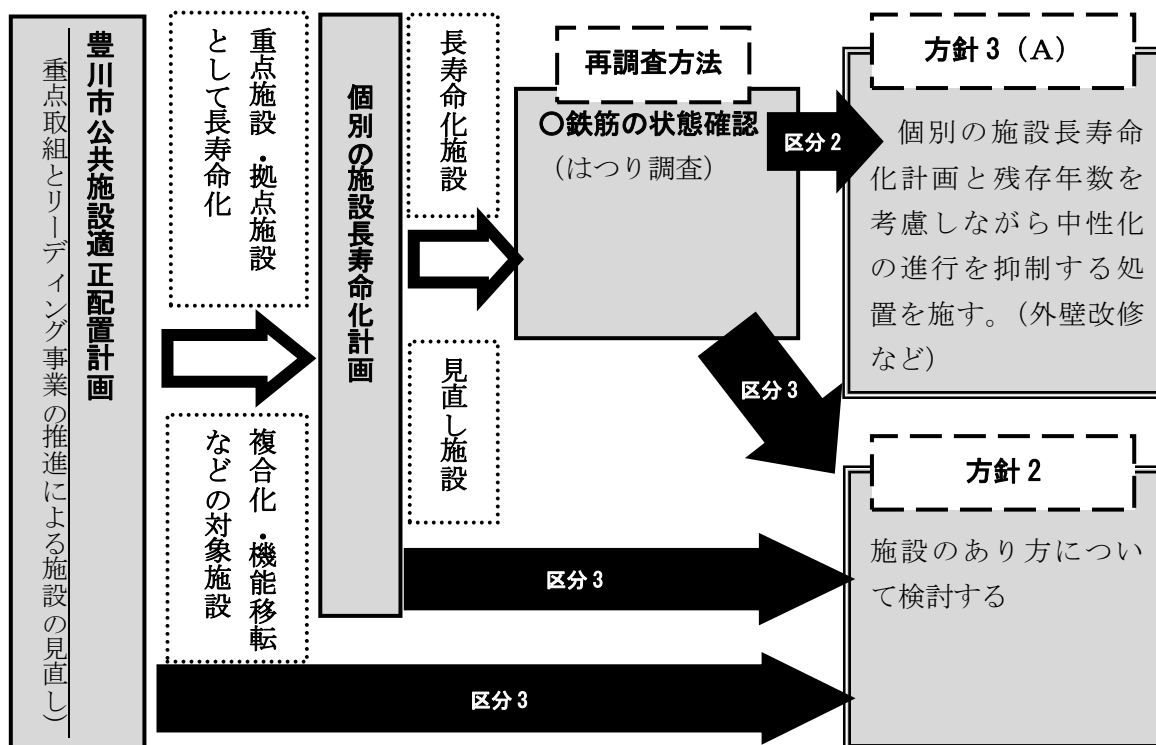 豊川市公共施設適正配置計画
重点取組とリーディング事業の推進による施設の見直し）
重点施設・拠点施設
として長寿命化
複合化・機能移転
などの対象施設
個別の施設長寿命化計画
長寿命化施設
見直し施設
再調査方法
〇鉄筋の状態確認
（はつり調査）
区分2
区分3
区分3
区分3
方針3（A）
個別の施設長寿命
化計画と残存年数を
考慮しながら中性化
の進行を抑制する処
置を施す。（外壁改修
など）
方針2
施設のあり方につい
て検討する